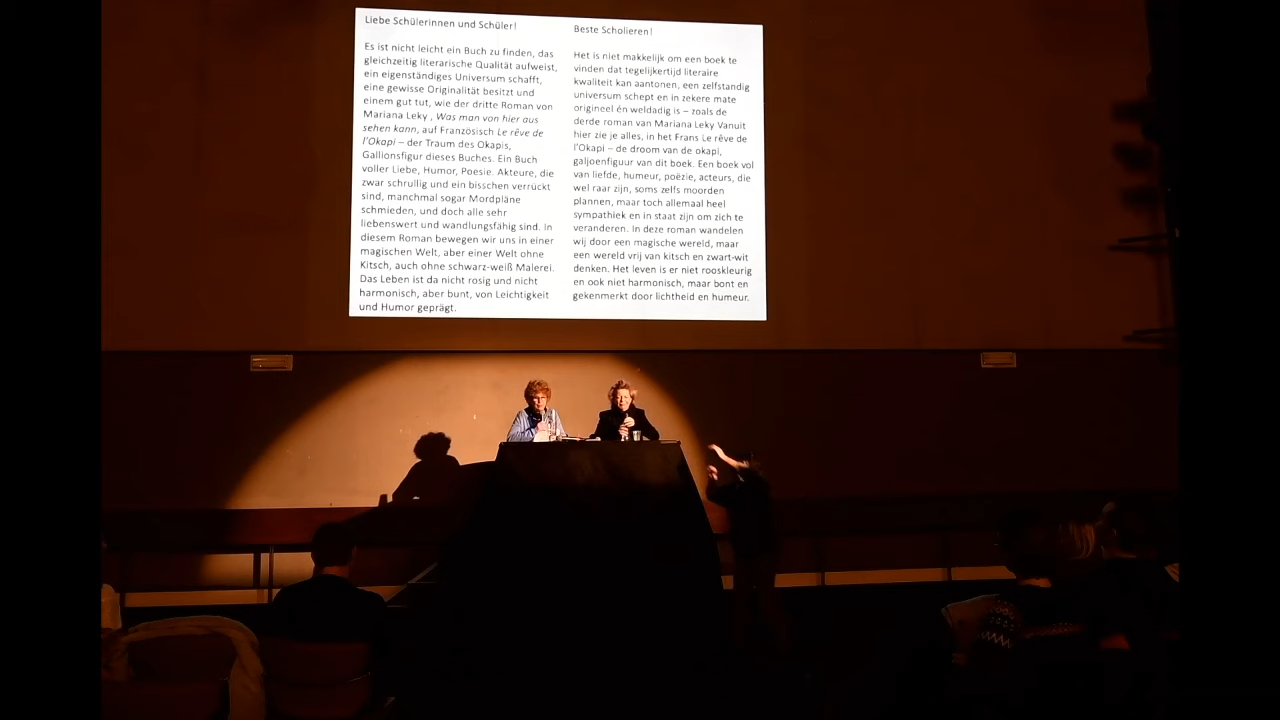 Liebe Schülerinnen und Schüler!
Es ist nicht leicht ein Buch zu finden, das
gleichzeitig literarische Qualität aufweist,
ein eigenständiges Universum schafft,
eine gewisse Originalität besitzt und
einem gut tut, wie der dritte Roman von
Mariana Leky , Was man von hier aus
sehen kann, auf Französisch Le rêve de
l'Okapi – der Traum des Okapis,
Gallionsfigur dieses Buches. Ein Buch
voller Liebe, Humor, Poesie. Akteure, die
zwar schrullig und ein bisschen verrückt
sind, manchmal sogar Mordpläne
schmieden, und doch alle sehr
liebenswert und wandlungsfähig sind. In
diesem Roman bewegen wir uns in einer
magischen Welt, aber einer Welt ohne
Kitsch, auch ohne schwarz-weiß Malerei.
Das Leben ist da nicht rosig und nicht
harmonisch, aber bunt, von Leichtigkeit
und Humor geprägt.
Beste Scholieren!
Het is niet makkelijk om een boek te
vinden dat tegelijkertijd literaire
kwaliteit kan aantonen, een zelfstandig
universum schept en in zekere mate
origineel én weldadig is – zoals de
derde roman van Mariana Leky Vanuit
hier zie je alles, in het Frans Le rêve de
l'Okapi – de droom van de okapi,
galjoenfiguur van dit boek. Een boek vol
van liefde, humor, poëzie, acteurs, die
wel raar zijn, soms zelfs moorden
plannen, maar toch allemaal heel
sympathiek en in staat zijn om zich te
veranderen. In deze roman wandelen
wij door een magische wereld, maar
een wereld vrij van kitsch en zwart-wit
denken. Het leven is er niet rooskleurig
en ook niet harmonisch, maar bont en
gekenmerkt door lichtheid en humeur.